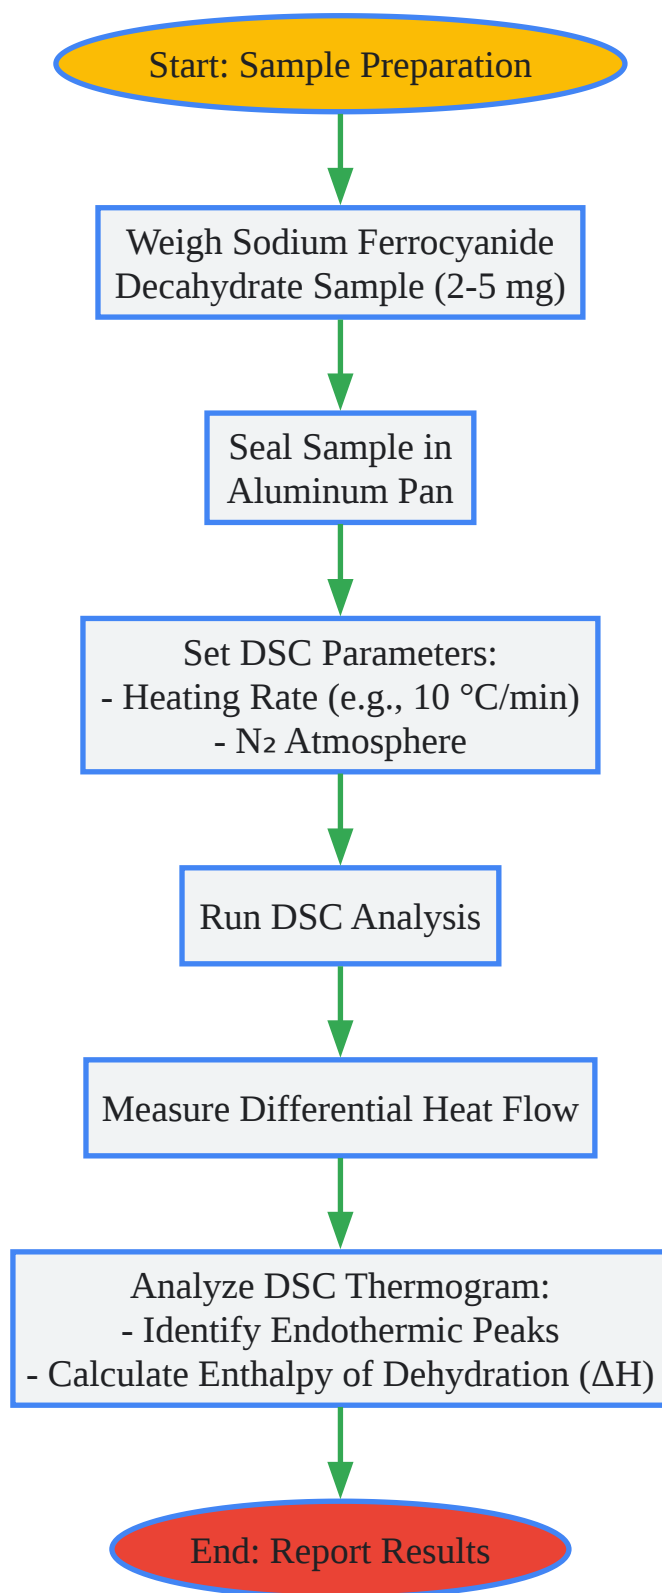 Start: Sample Preparation
Weigh Sodium Ferrocyanide
Decahydrate Sample (2-5 mg)
Seal Sample in
Aluminum Pan
Set DSC Parameters:
- Heating Rate (e.g., 10 °C/min)
- N₂ Atmosphere
Run DSC Analysis
Measure Differential Heat Flow
Analyze DSC Thermogram:
- Identify Endothermic Peaks
- Calculate Enthalpy of Dehydration (ΔH)
End: Report Results